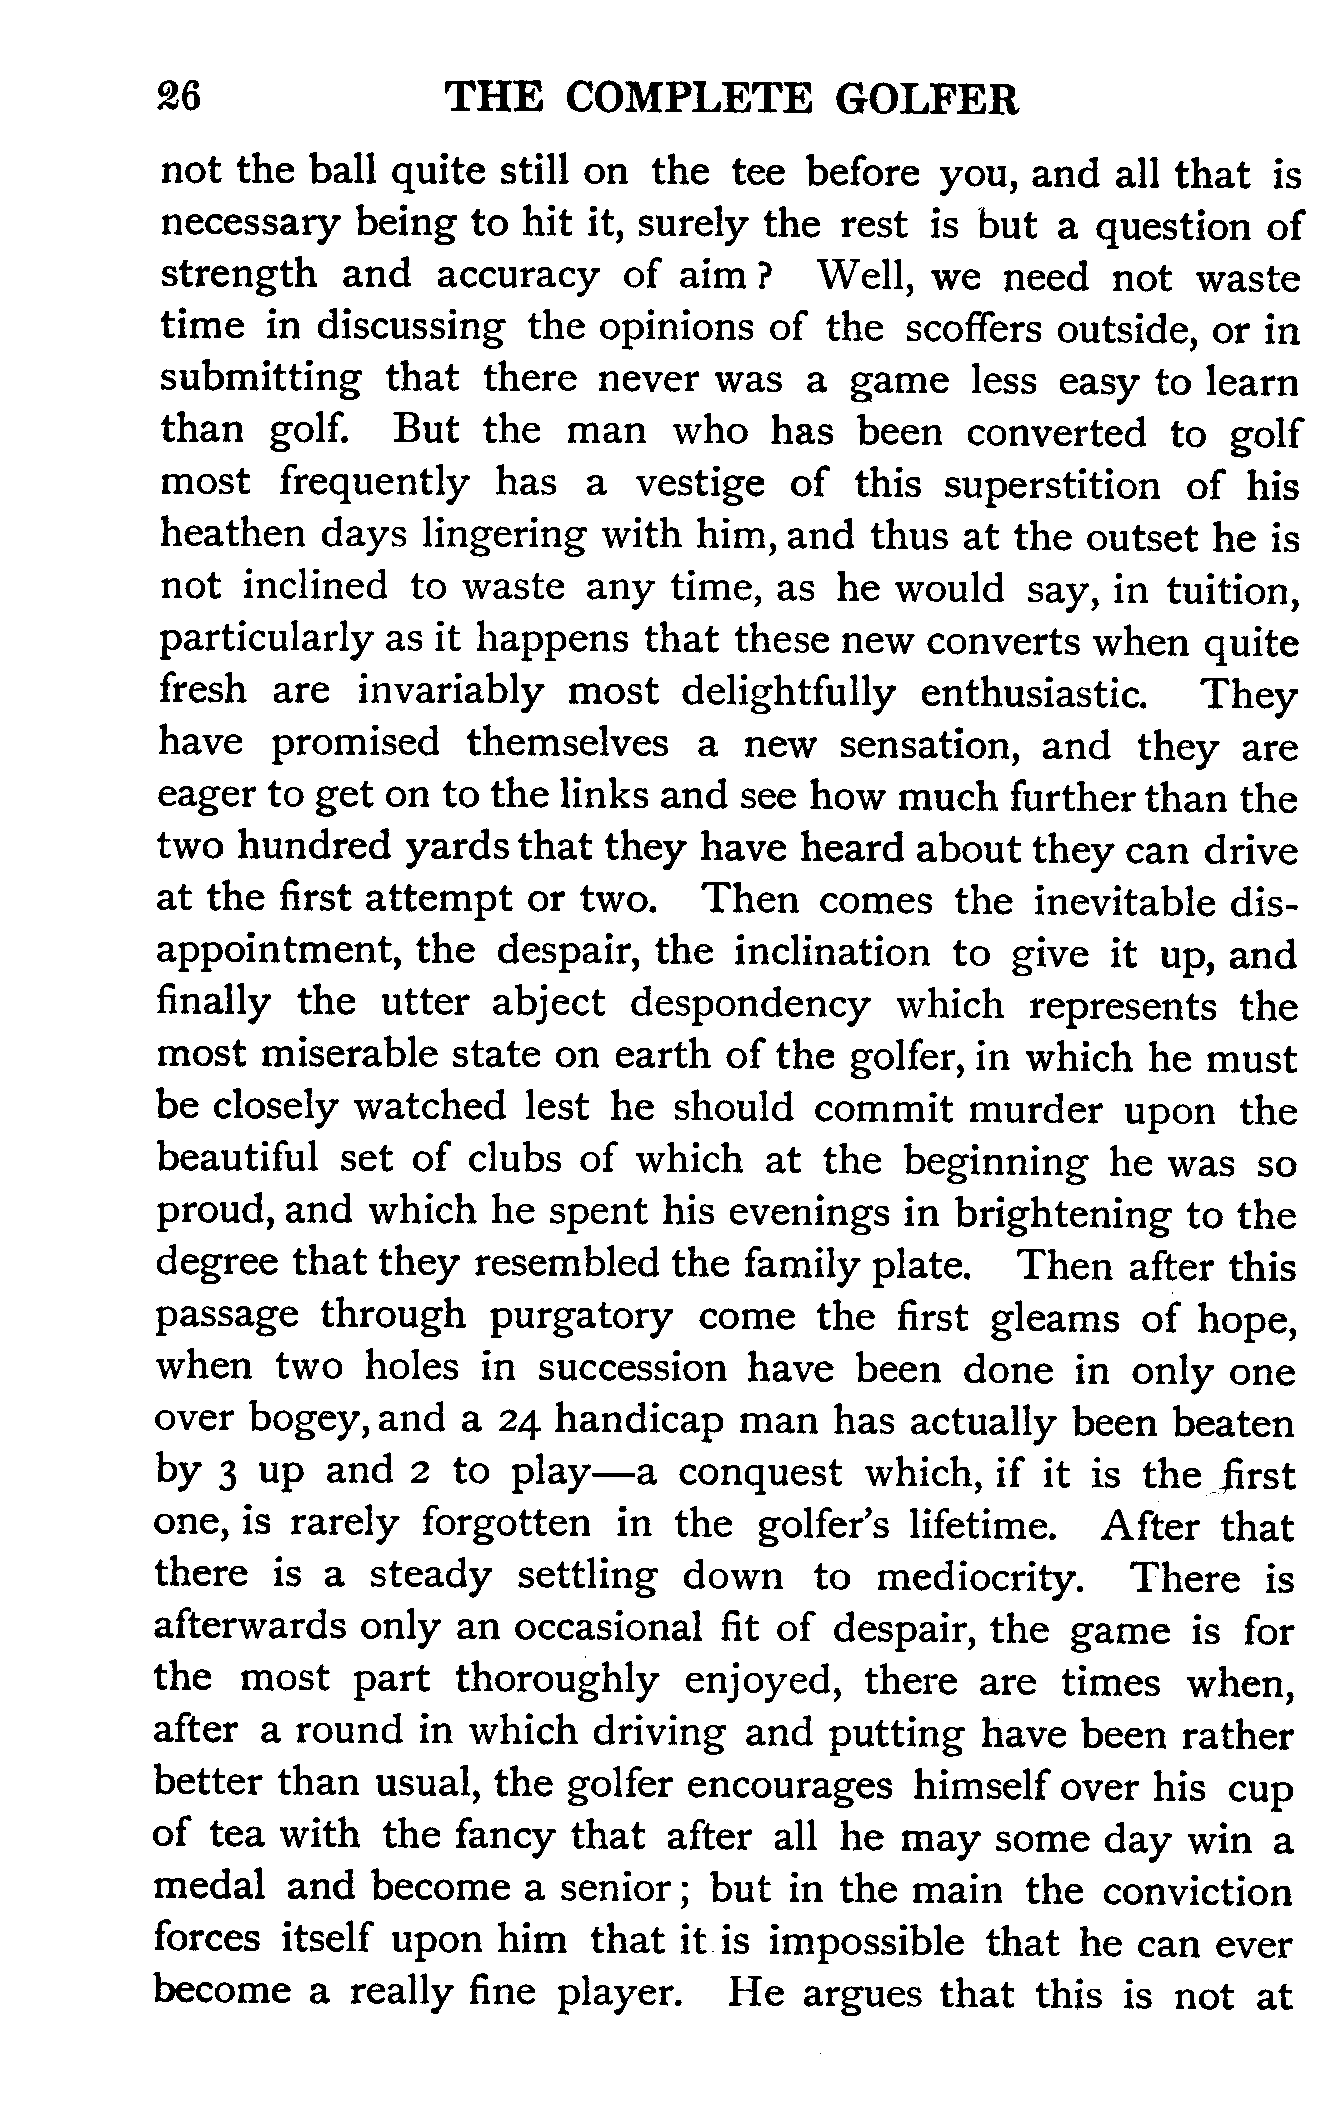 26 THE COMPLETE GOLFER
not the ball quite still on the tee before you, and all that is
necessary being to hit it, surely the rest is but a question of
strength and accuracy of aim? Well, we need not waste
time in discussing the opinions of the scoffers outside, or in
submitting that there never was a game less easy to learn
than golf. But the man who has been converted to golf
most frequently has a vestige of this superstition of his
heathen days lingering with him, and thus at the outset he is
not inclined to waste any time, as he would say, in tuition,
particularly as it happens that these new converts when quite
fresh are invariably most delightfully enthusiastic. They
have promised themselves a new sensation, and they are
eager to get on to the links and see how much further than the
two hundred yards that they have heard about they can drive
at the first attempt or two. Then comes the inevitable dis-
appointment, the despair, the inclination to give it up, and
finally the utter abject despondency which represents the
most miserable state on earth of the golfer, in which he must
be closely watched lest he should commit murder upon the
beautiful set of clubs of which at the beginning he was so
proud, and which he spent his evenings in brightening to the
degree that they resembled the family plate. Then after this
passage through purgatory come the first gleams of hope,
when two holes in succession have been done in only one
over bogey, and a 24 handicap man has actually been beaten
by 3 up and 2 to play—a conquest which, if it is the first
one, is rarely forgotten in the golfer's lifetime. After that
there is a steady settling down to mediocrity. There is
afterwards only an occasional fit of despair, the game is for
the most part thoroughly enjoyed, there are times when,
after a round in which driving and putting have been rather
better than usual, the golfer encourages himself over his cup
of tea with the fancy that after all he may some day win a
medal and become a senior; but in the main the conviction
forces itself upon him that it is impossible that he can ever
become a really fine player. He argues that this is not at